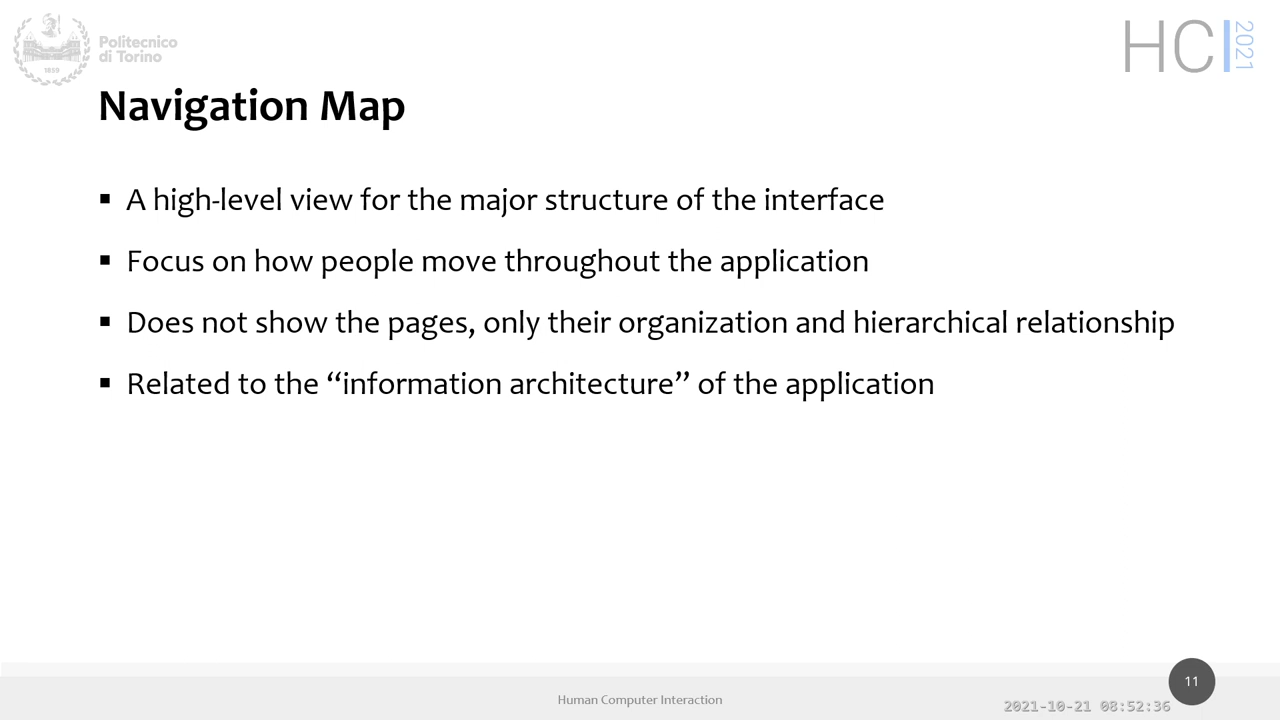 Politecnico
di Torino
1859
HCI 2021
Navigation Map
▪ A high-level view for the major structure of the interface
▪ Focus on how people move throughout the application
▪ Does not show the pages, only their organization and hierarchical relationship
▪ Related to the “information architecture” of the application
11
Human Computer Interaction
2021-10-21 08:52:36